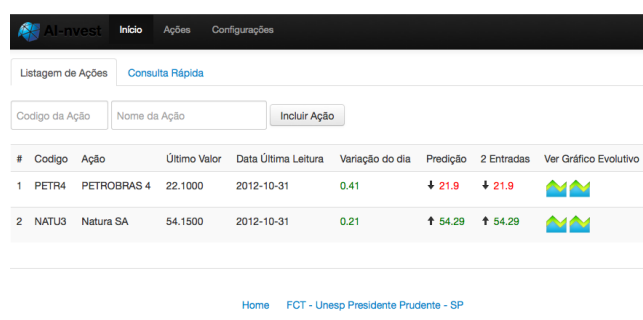 AI-nvest Início Ações Configurações
Listagem de Ações Consulta Rápida
Codigo da Ação Nome da Ação Incluir Ação
# Codigo Ação Último Valor Data Última Leitura Variação do dia Predição 2 Entradas Ver Gráfico Evolutivo
1 PETR4 PETROBRAS 4 22.1000 2012-10-31 0.41 21.9 21.9
2 NATU3 Natura SA 54.1500 2012-10-31 0.21 54.29 54.29
Home FCT - Unesp Presidente Prudente - SP